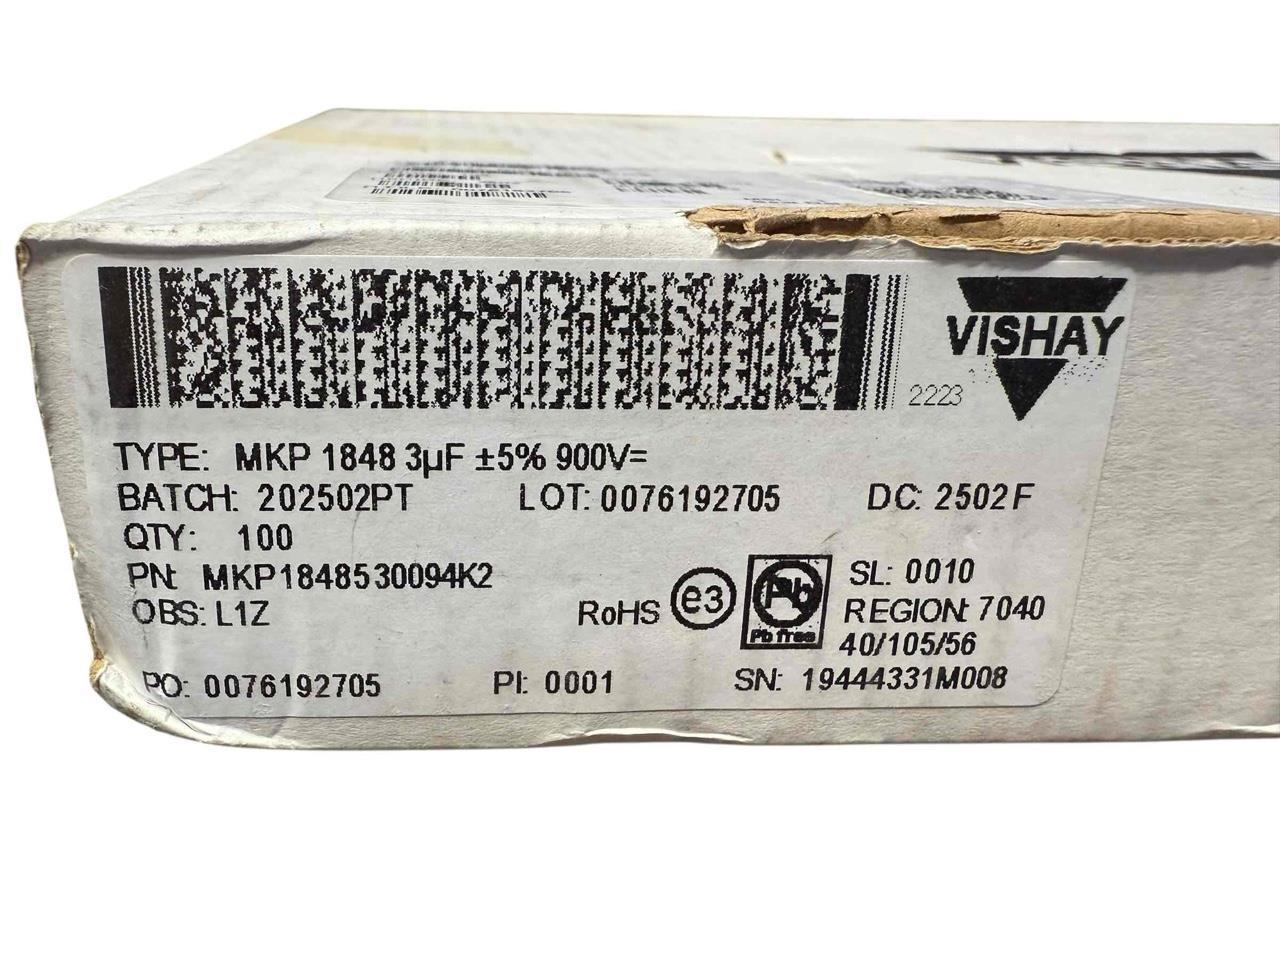 VISHAY
2223
TYPE: MKP 1848 3µF ±5% 900V=
BATCH: 202502PT LOT: 0076192705 DC: 2502F
QTY: 100
PN: MKP1848530094K2 SL: 0010
OBS: L1Z RoHS e3 Pb REGION: 7040
Pb free 40/105/56
PO: 0076192705 PI: 0001 SN: 19444331M008